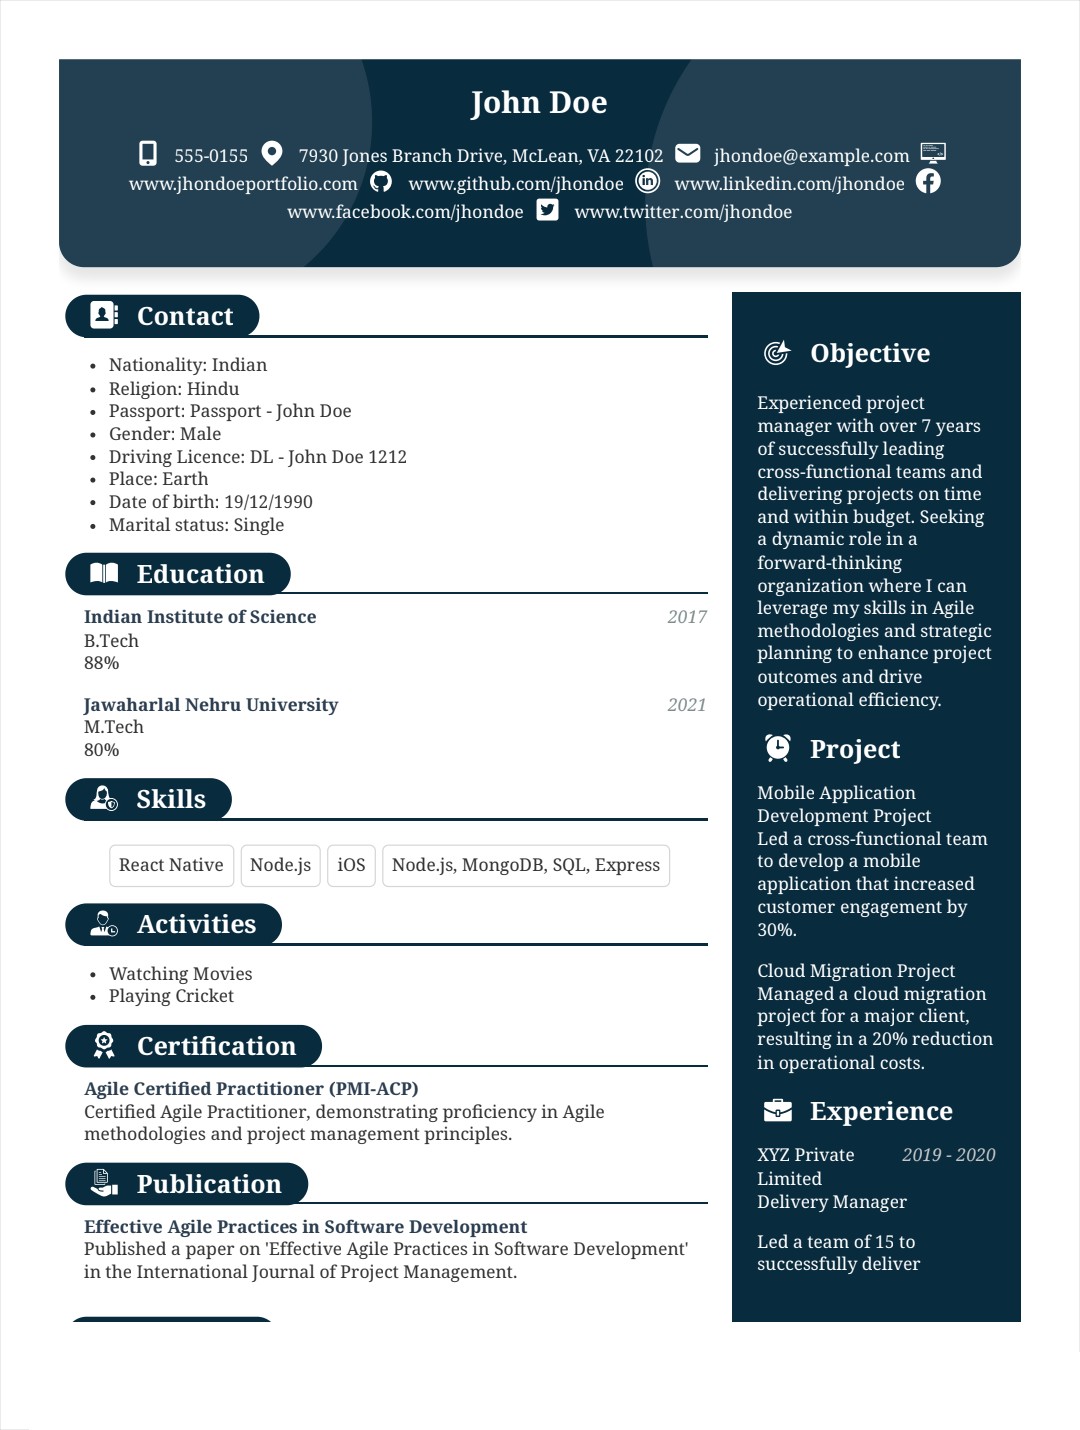 John Doe
555-0155 7930 Jones Branch Drive, McLean, VA 22102 jhondoe@example.com
www.jhondoeportfolio.com www.github.com/jhondoe www.linkedin.com/jhondoe
www.facebook.com/jhondoe www.twitter.com/jhondoe
Contact
Nationality: Indian
Religion: Hindu
Passport: Passport - John Doe
Gender: Male
Driving Licence: DL - John Doe 1212
Place: Earth
Date of birth: 19/12/1990
Marital status: Single
Education
Indian Institute of Science 2017
B.Tech
88%
Jawaharlal Nehru University 2021
M.Tech
80%
Skills
React Native Node.js iOS Node.js, MongoDB, SQL, Express
Activities
Watching Movies
Playing Cricket
Certification
Agile Certified Practitioner (PMI-ACP)
Certified Agile Practitioner, demonstrating proficiency in Agile
methodologies and project management principles.
Publication
Effective Agile Practices in Software Development
Published a paper on 'Effective Agile Practices in Software Development'
in the International Journal of Project Management.
Objective
Experienced project
manager with over 7 years
of successfully leading
cross-functional teams and
delivering projects on time
and within budget. Seeking
a dynamic role in a
forward-thinking
organization where I can
leverage my skills in Agile
methodologies and strategic
planning to enhance project
outcomes and drive
operational efficiency.
Project
Mobile Application
Development Project
Led a cross-functional team
to develop a mobile
application that increased
customer engagement by
30%.
Cloud Migration Project
Managed a cloud migration
project for a major client,
resulting in a 20% reduction
in operational costs.
Experience
XYZ Private 2019 - 2020
Limited
Delivery Manager
Led a team of 15 to
successfully deliver